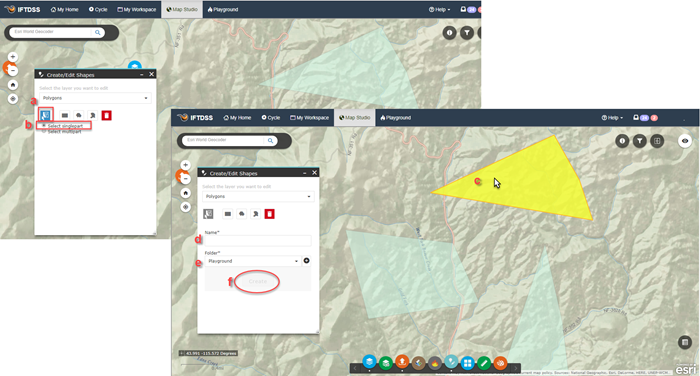 IFTDSS My Home Cycle My Workspace Map Studio Playground Help
Esri World Geocoder
Create/Edit Shapes
Select the layer you want to edit
Polygons
a
b Select singlepart
Select multipart
IFTDSS My Home Cycle My Workspace Map Studio Playground Help
Esri World Geocoder
Create/Edit Shapes
Select the layer you want to edit
Polygons
c
d Name*
Folder*
e Playground
f Create
43.991 -115.572 Degrees
esri